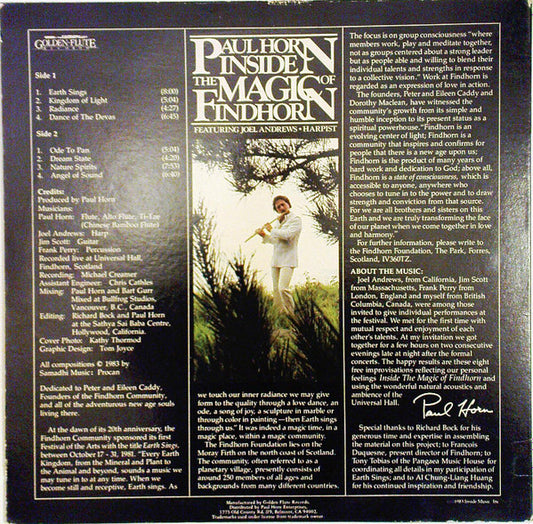 GOLDEN FLUTE
RECORDS
Side 1
1. Earth Sings (8:00)
2. Kingdom of Light (5:04)
3. Radiance (4:27)
4. Dance of The Devas (6:45)
Side 2
1. Ode To Pan (5:04)
2. Dream State (4:20)
3. Nature Spirits (7:53)
4. Angel of Sound (6:40)
Credits:
Produced by Paul Horn
Musicians:
Paul Horn: Flute, Alto Flute, Ti-Tze
(Chinese Bamboo Flute)
Joel Andrews: Harp
Jim Scott: Guitar
Frank Perry: Percussion
Recorded live at Universal Hall,
Findhorn, Scotland
Recording: Michael Creamer
Assistant Engineer: Chris Cathles
Mixing: Paul Horn and Bart Gurr
Mixed at Bullfrog Studios,
Vancouver, B.C., Canada
Editing: Richard Bock and Paul Horn
at the Sathya Sai Baba Centre,
Hollywood, California.
Cover Photo: Kathy Thormod
Graphic Design: Tom Joyce
All compositions © 1983 by
Samadhi Music: Procan
Dedicated to Peter and Eileen Caddy,
Founders of the Findhorn Community,
and all of the adventurous new age souls
living there.
At the dawn of its 20th anniversary, the
Findhorn Community sponsored its first
Festival of the Arts with the title Earth Sings,
between October 17 - 31, 1981. "Every Earth
Kingdom, from the Mineral and Plant to
the Animal and beyond, sounds a music we
may tune in to at any time. When we
become still and receptive, Earth sings. As
PAUL HORN
INSIDE
THE MAGIC OF
FINDHORN
FEATURING JOEL ANDREWS • HARPIST
we touch our inner radiance we may give
form to the quality through a love dance, an
ode, a song of joy, a sculpture in marble or
through color in painting—then Earth sings
through us." It was indeed a magic time, in a
magic place, within a magic community.
The Findhorn Foundation lies on the
Moray Firth on the north coast of Scotland.
The community, often referred to as a
planetary village, presently consists of
around 250 members of all ages and
backgrounds from many different countries.
The focus is on group consciousness "where
members work, play and meditate together,
not as groups centered about a strong leader
but as people able and willing to blend their
individual talents and strengths in response
to a collective vision." Work at Findhorn is
regarded as an expression of love in action.
The founders, Peter and Eileen Caddy and
Dorothy Maclean, have witnessed the
community's growth from its simple and
humble inception to its present status as a
spiritual powerhouse. "Findhorn is an
evolving center of light; Findhorn is a
community that inspires and confirms for
people that there is a new age upon us;
Findhorn is the product of many years of
hard work and dedication to God; above all,
Findhorn is a state of consciousness, which is
accessible to anyone, anywhere who
chooses to tune in to the power and to draw
strength and conviction from that source.
For we are all brothers and sisters on this
Earth and we are truly transforming the face
of our planet when we come together in love
and harmony."
For further information, please write to
the Findhorn Foundation, The Park, Forres,
Scotland, IV360TZ.
ABOUT THE MUSIC:
Joel Andrews, from California, Jim Scott
from Massachusetts, Frank Perry from
London, England and myself from British
Columbia, Canada, were among those
invited to give individual performances at
the festival. We met for the first time with
mutual respect and enjoyment of each
other's talents. At my invitation we got
together for a few hours on two consecutive
evenings late at night after the formal
concerts. The happy results are these eight
free improvisations reflecting our personal
feelings Inside The Magic of Findhorn and
using the wonderful natural acoustics and
ambience of the
Universal Hall.
Paul Horn
Special thanks to Richard Bock for his
generous time and expertise in assembling
the material on this project; to Francois
Duquesne, present director of Findhorn; to
Tony Tobias of the Pangaea Music House for
coordinating all details in my participation of
Earth Sings; and to Al Chung-Liang Huang
for his continued inspiration and friendship.
Manufactured by Golden Flute Records.
Distributed by Paul Horn Enterprises,
Trademarks used under license from trademark owner.